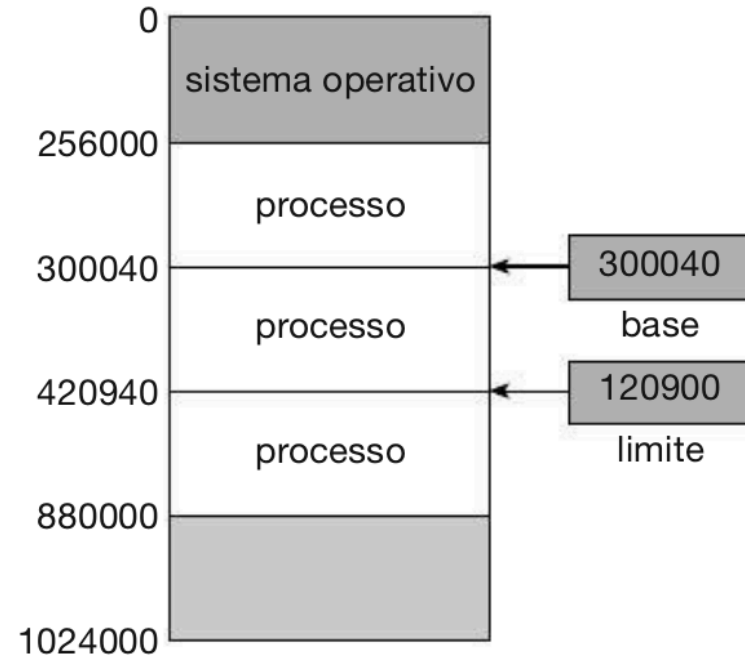 0
sistema operativo
256000
processo
300040
300040
base
processo
420940
120900
limite
processo
880000
1024000